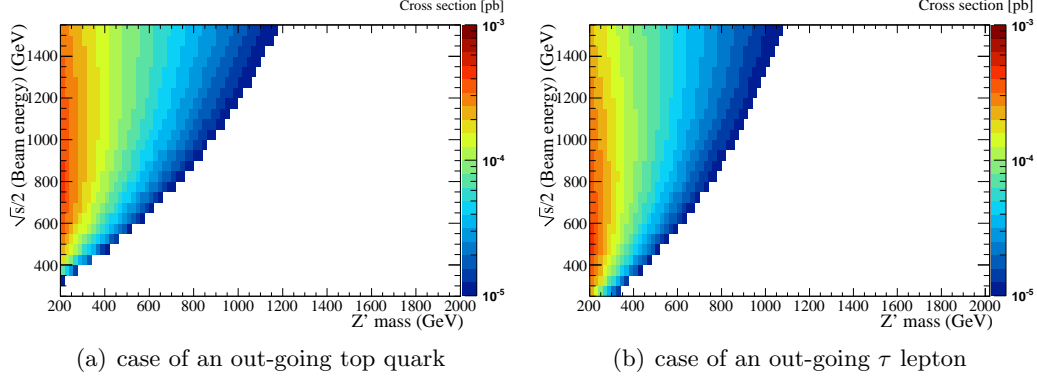 Cross section [pb]
Cross section [pb]
√s/2 (Beam energy) (GeV)
1400
1200
1000
800
600
400
200 400 600 800 1000 1200 1400 1600 1800 2000
Z' mass (GeV)
10⁻³
10⁻⁴
10⁻⁵
√s/2 (Beam energy) (GeV)
1400
1200
1000
800
600
400
200 400 600 800 1000 1200 1400 1600 1800 2000
Z' mass (GeV)
10⁻³
10⁻⁴
10⁻⁵
(a) case of an out-going top quark
(b) case of an out-going τ lepton